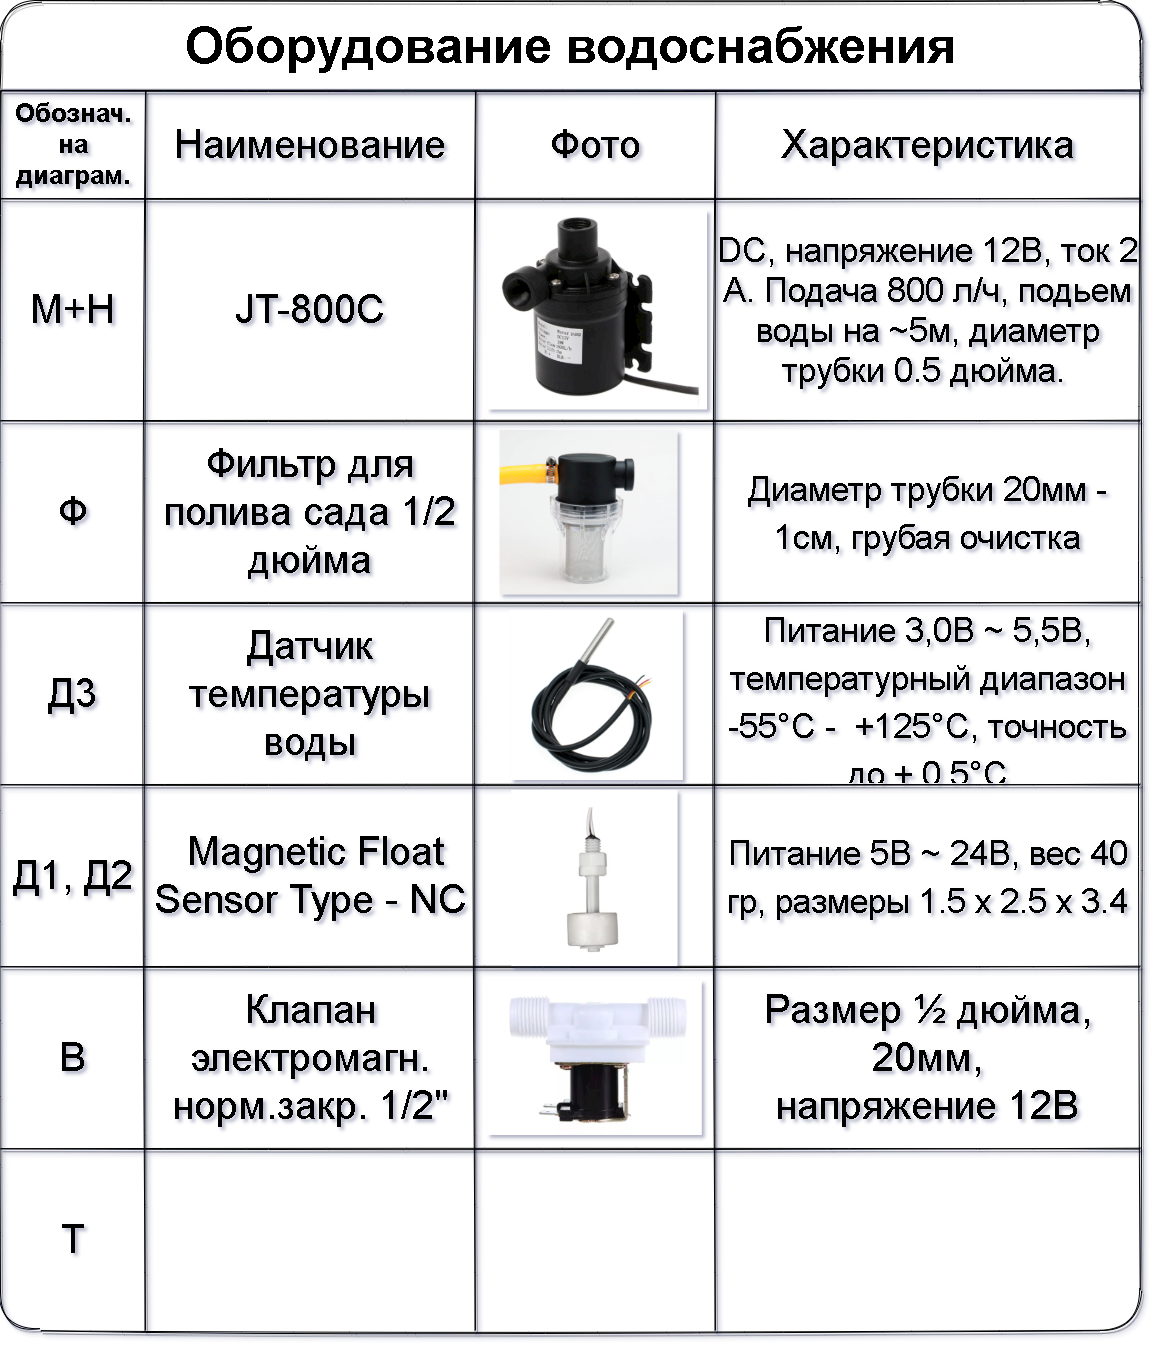 Оборудование водоснабжения
Обознач.
на
диаграм.
Наименование
Фото
Характеристика
М+Н
JT-800C
DC, напряжение 12В, ток 2
А. Подача 800 л/ч, подьем
воды на ~5м, диаметр
трубки 0.5 дюйма.
Ф
Фильтр для
полива сада 1/2
дюйма
Диаметр трубки 20мм -
1см, грубая очистка
Д3
Датчик
температуры
воды
Питание 3,0В ~ 5,5В,
температурный диапазон
-55°C - +125°C, точность
до ± 0.5°C
Д1, Д2
Magnetic Float
Sensor Type - NC
Питание 5В ~ 24В, вес 40
гр, размеры 1.5 x 2.5 x 3.4
В
Клапан
электромагн.
норм.закр. 1/2"
Размер ½ дюйма,
20мм,
напряжение 12В
Т